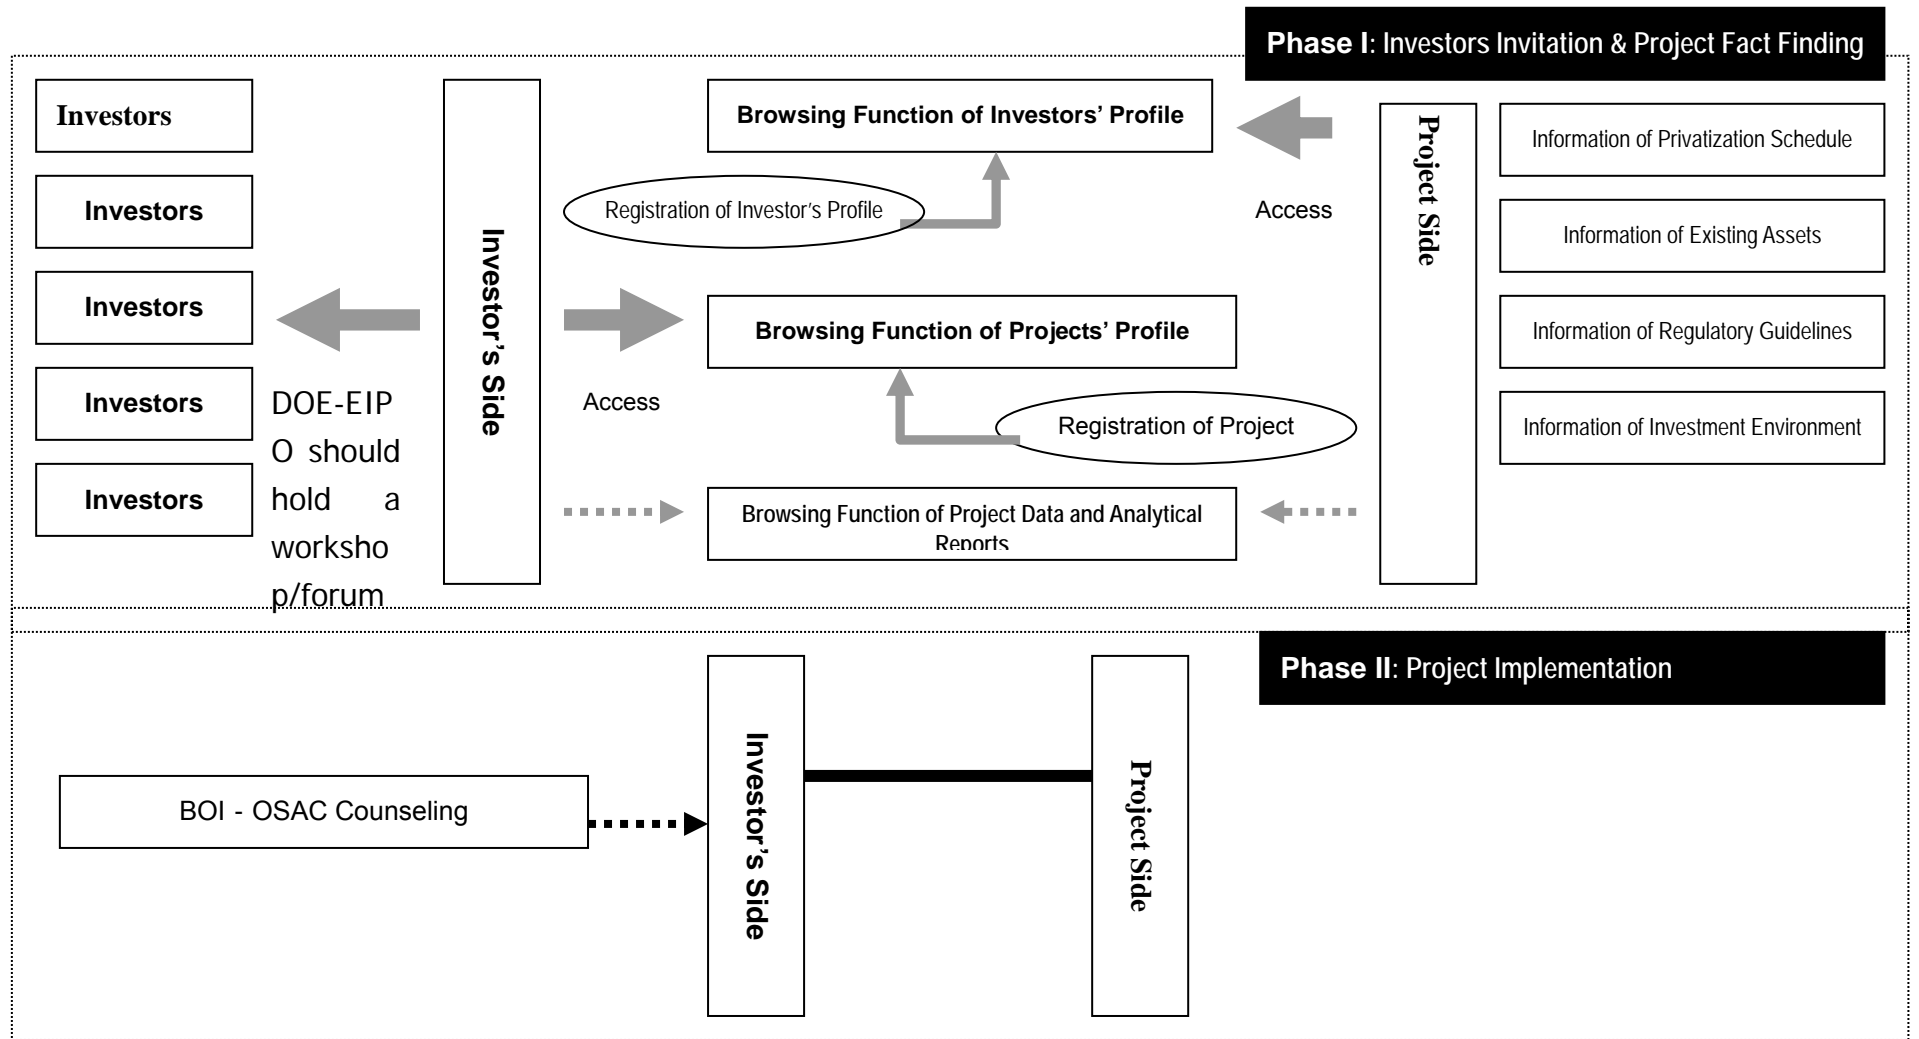 Phase I: Investors Invitation & Project Fact Finding
Investors
Investors
Investors
Investors
Investors
DOE-EIP
O should
hold a
worksho
p/forum
Investor's Side
Browsing Function of Investors’ Profile
Registration of Investor’s Profile
Access
Browsing Function of Projects’ Profile
Access
Registration of Project
Browsing Function of Project Data and Analytical
Reports
Project Side
Information of Privatization Schedule
Information of Existing Assets
Information of Regulatory Guidelines
Information of Investment Environment
Phase II: Project Implementation
BOI - OSAC Counseling
Investor's Side
Project Side